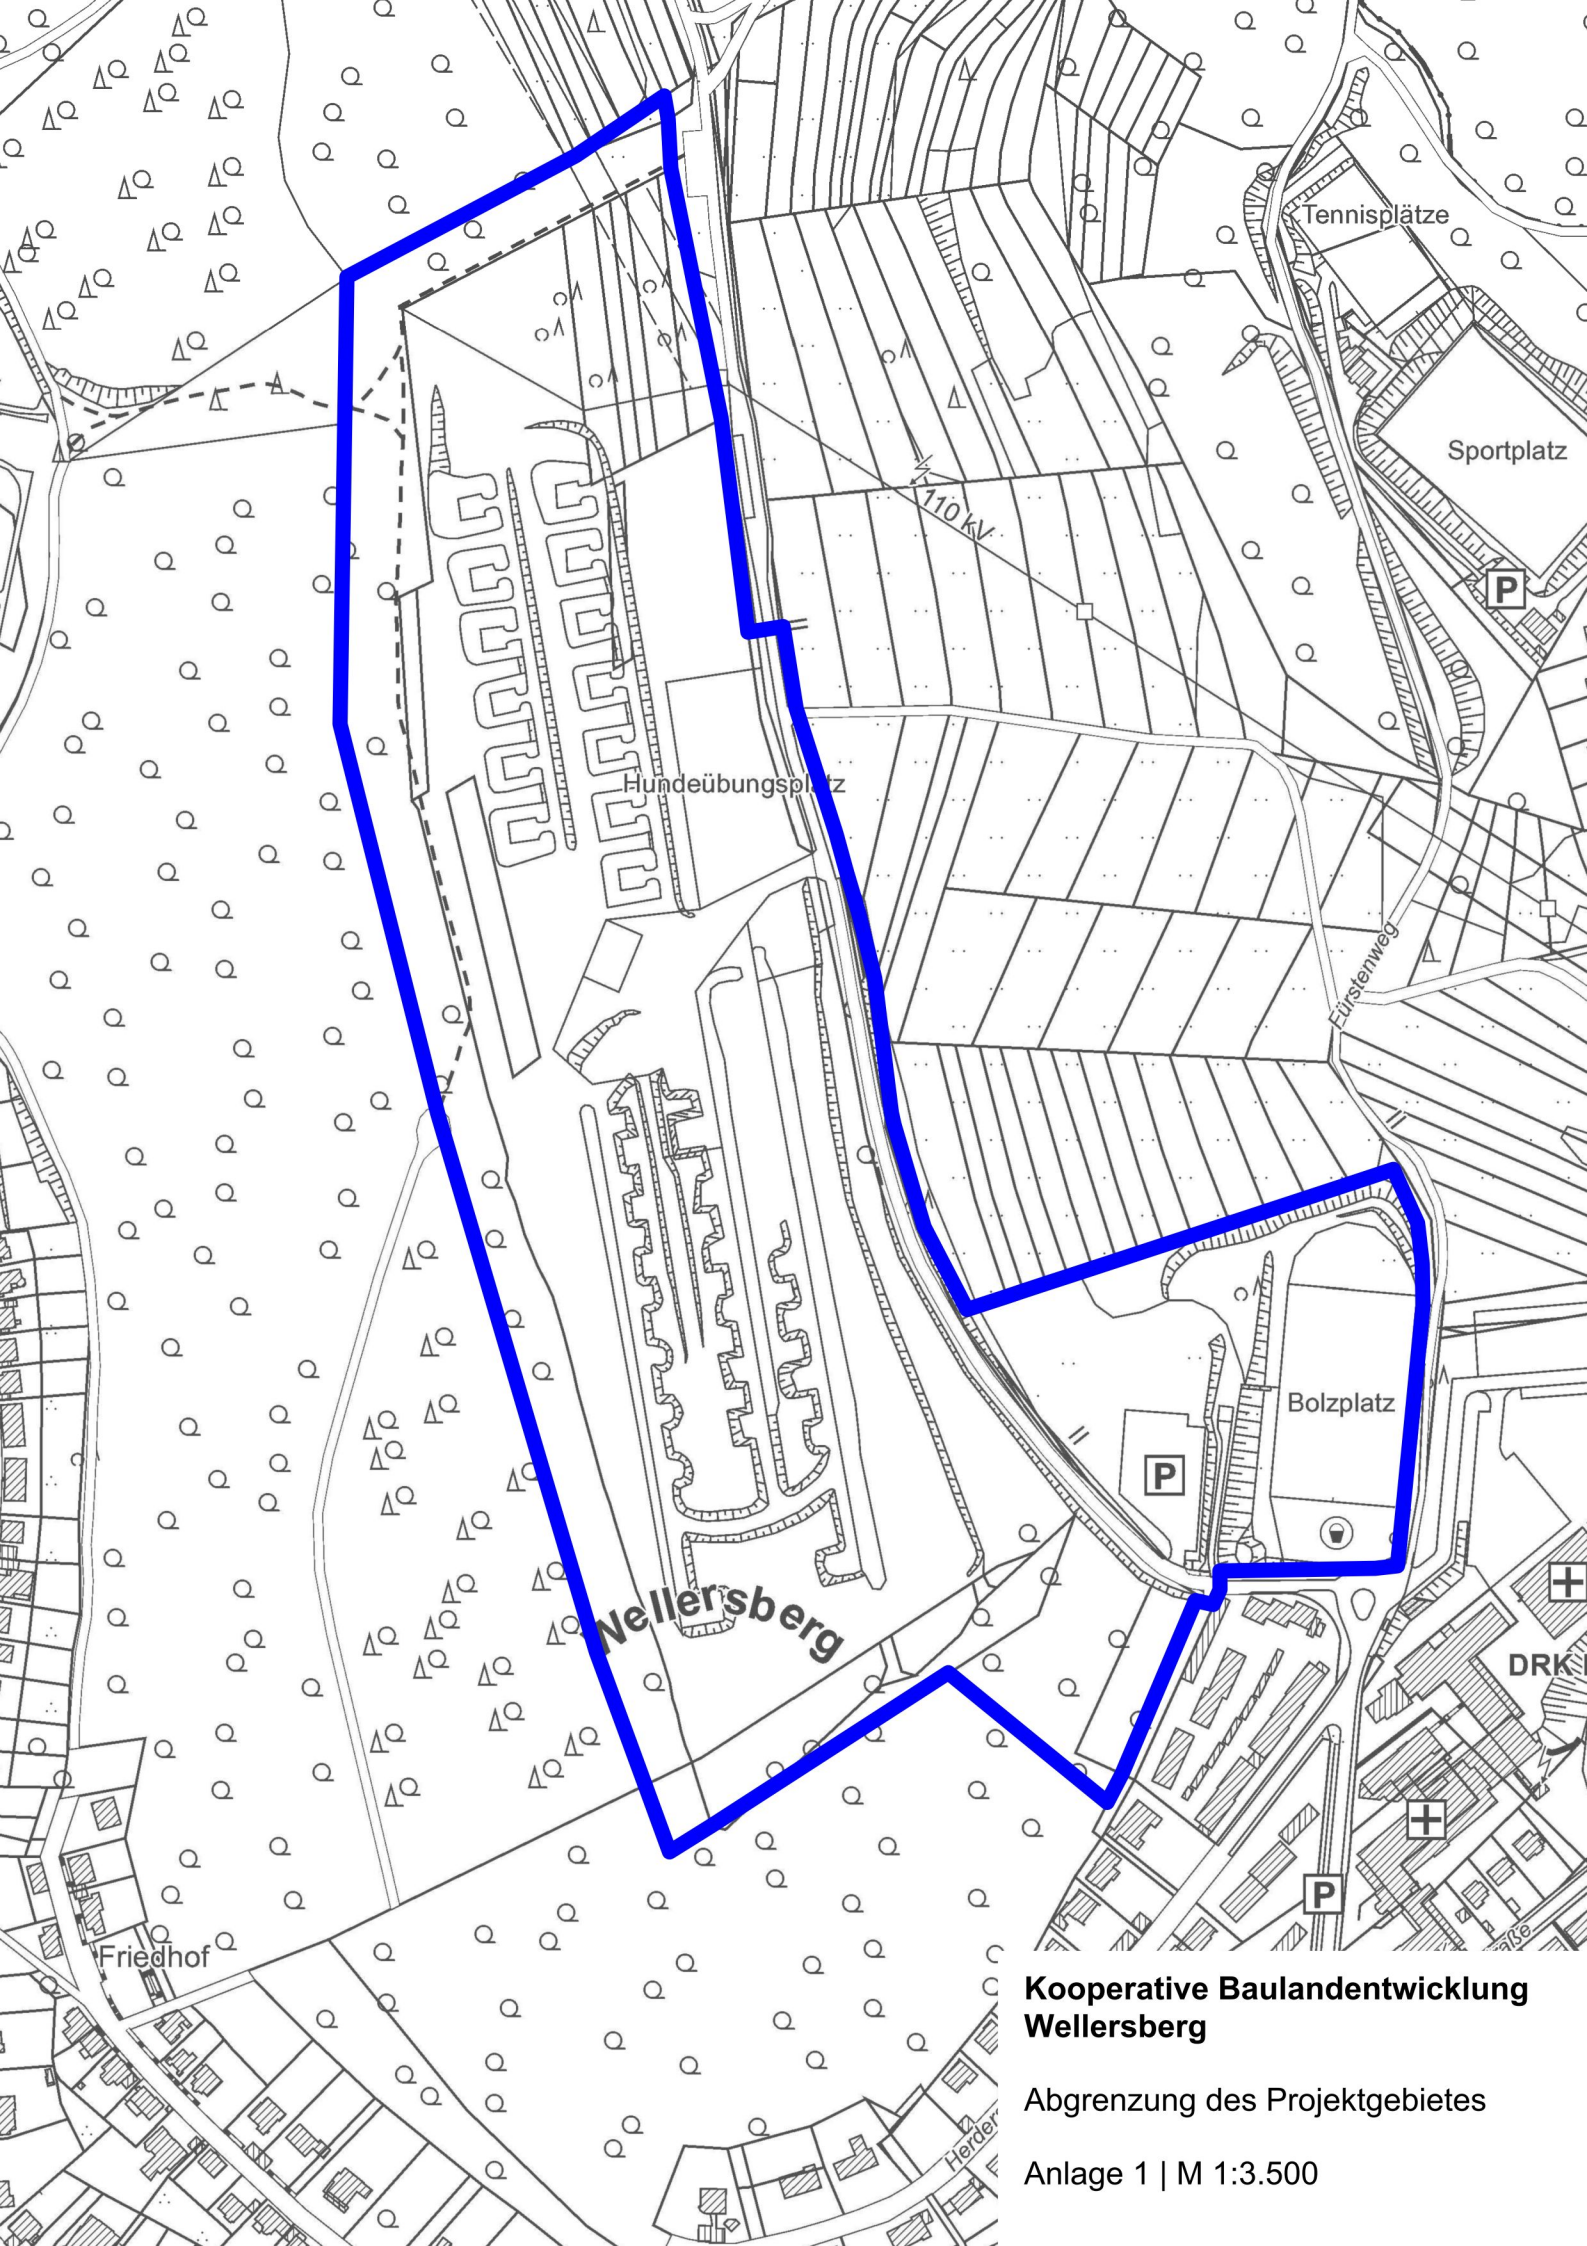 Tennisplätze
Sportplatz
110 kV
P
Hundeübungsplatz
Fürstenweg
Bolzplatz
P
Wellersberg
DRK
P
Friedhof
Kooperative Baulandentwicklung
Wellersberg
Abgrenzung des Projektgebietes
Anlage 1 | M 1:3.500